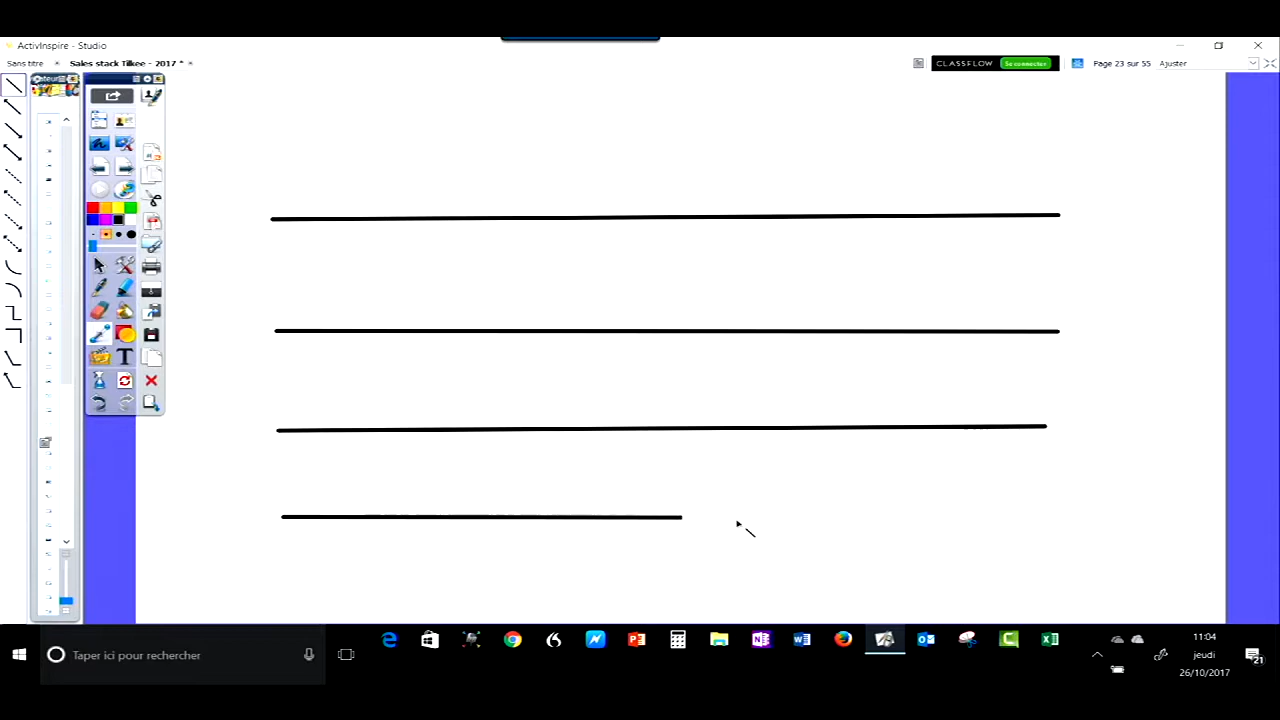 ActivInspire - Studio
Sans titre
Sales stack Tilkee - 2017 *
CLASSFLOW
Se connecter
Page 23 sur 55
Ajuster
Taper ici pour rechercher
11:04
jeudi
26/10/2017
21